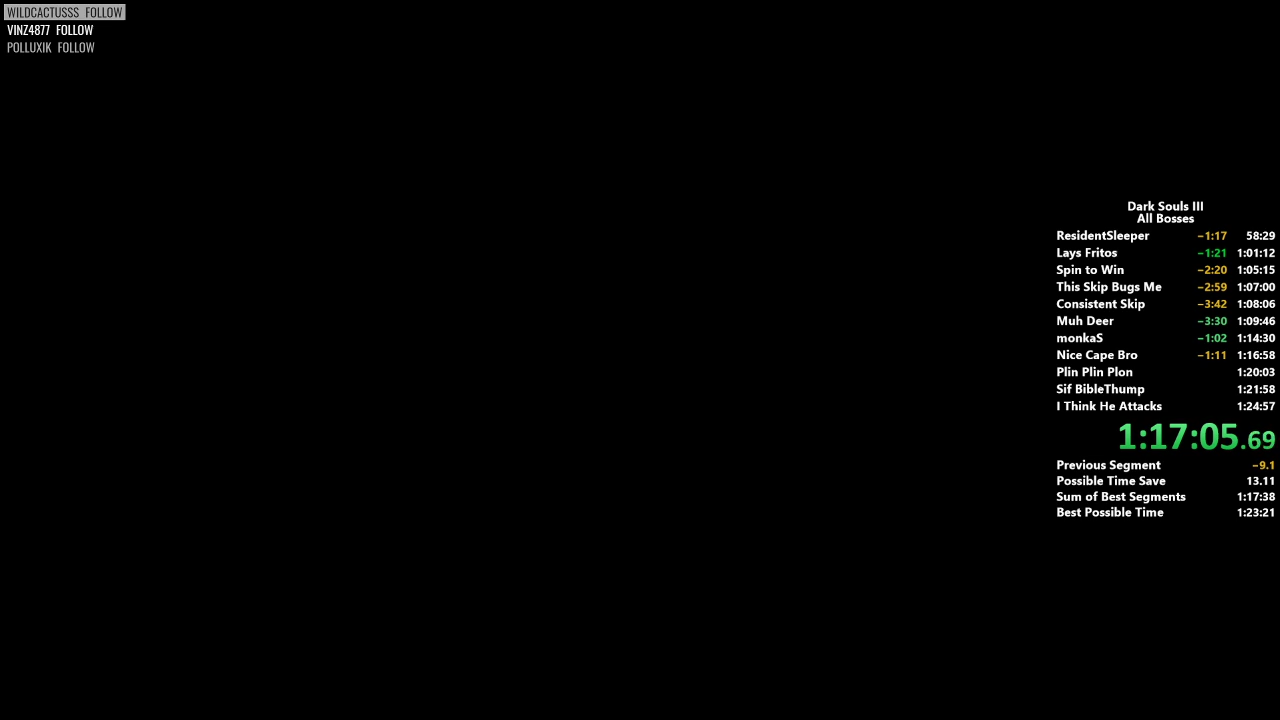 WILDCACTUSSS FOLLOW
VINZ4877 FOLLOW
POLLUXIK FOLLOW
Dark Souls III
All Bosses
ResidentSleeper −1:17 58:29
Lays Fritos −1:21 1:01:12
Spin to Win −2:20 1:05:15
This Skip Bugs Me −2:59 1:07:00
Consistent Skip −3:42 1:08:06
Muh Deer −3:30 1:09:46
monkaS −1:02 1:14:30
Nice Cape Bro −1:11 1:16:58
Plin Plin Plon 1:20:03
Sif BibleThump 1:21:58
I Think He Attacks 1:24:57
1:17:05.69
Previous Segment −9.1
Possible Time Save 13.11
Sum of Best Segments 1:17:38
Best Possible Time 1:23:21